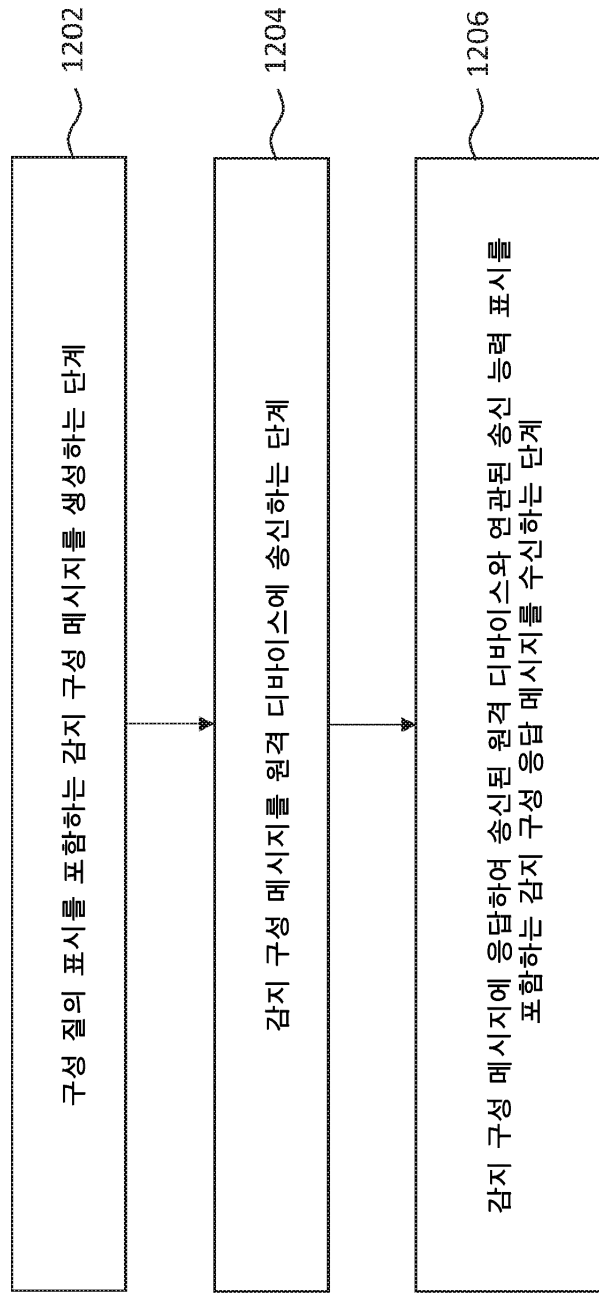 구성 질의 표시를 포함하는 감지 구성 메시지를 생성하는 단계
1202
감지 구성 메시지를 원격 디바이스에 송신하는 단계
1204
감지 구성 메시지에 응답하여 송신된 원격 디바이스와 연관된 송신 능력 표시를
포함하는 감지 구성 응답 메시지를 수신하는 단계
1206